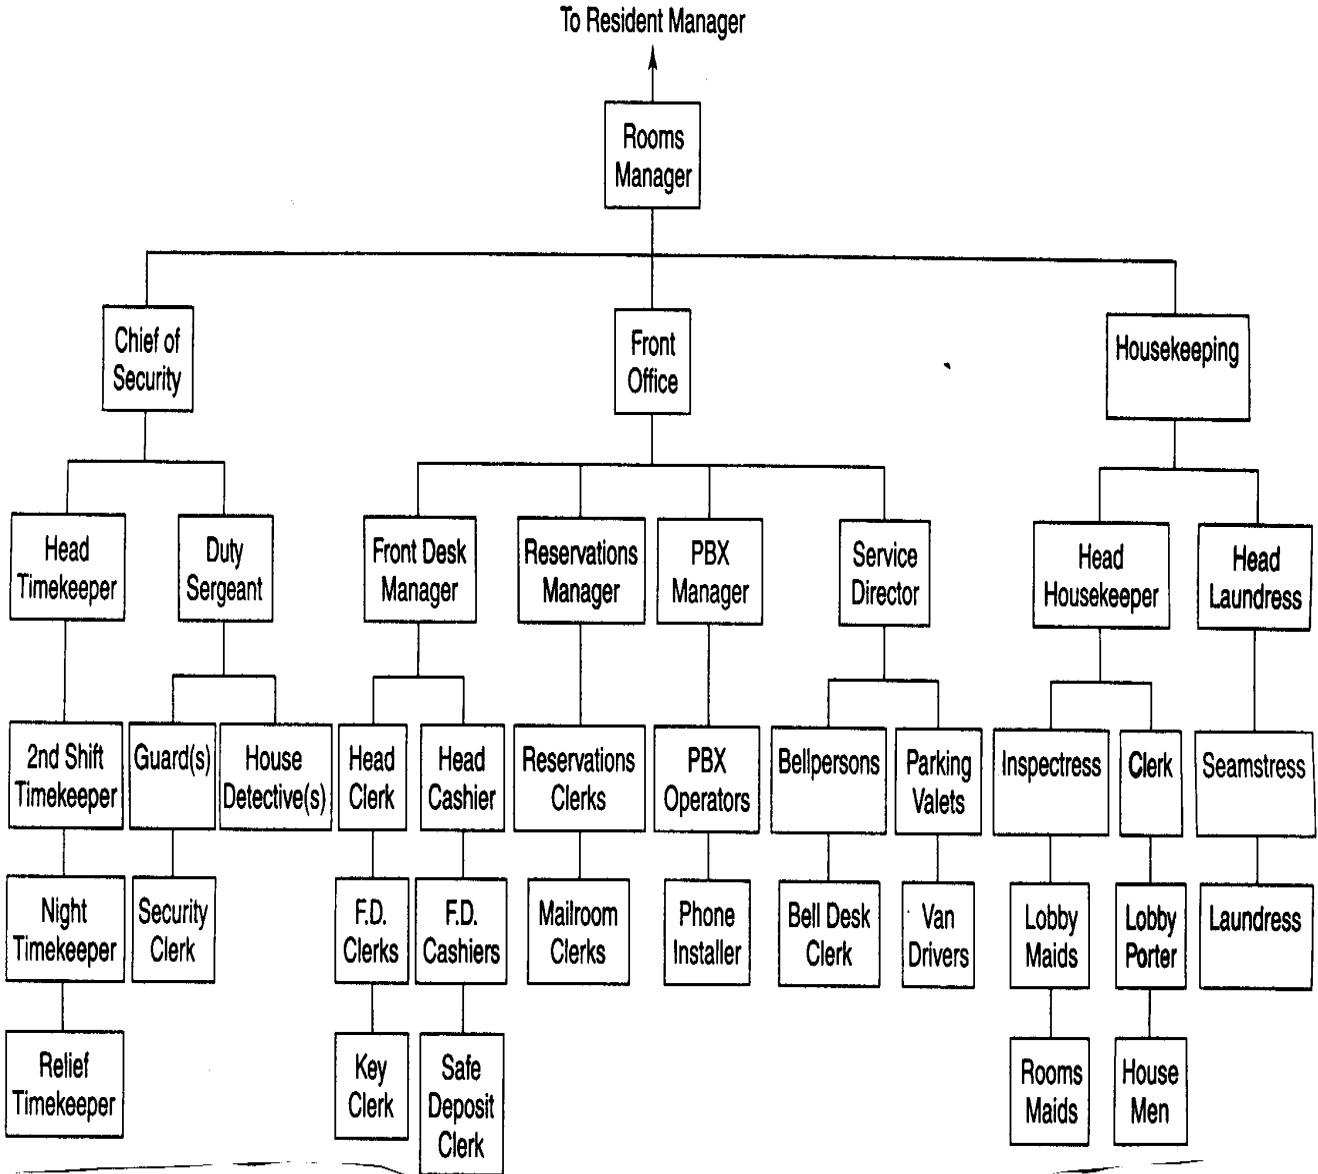 To Resident Manager
Rooms
Manager
Chief of
Security
Front
Office
Housekeeping
Head
Timekeeper
Duty
Sergeant
Front Desk
Manager
Reservations
Manager
PBX
Manager
Service
Director
Head
Housekeeper
Head
Laundress
2nd Shift
Timekeeper
Guard(s)
House
Detective(s)
Head
Clerk
Head
Cashier
Reservations
Clerks
PBX
Operators
Bellpersons
Parking
Valets
Inspectress
Clerk
Seamstress
Night
Timekeeper
Security
Clerk
F.D.
Clerks
F.D.
Cashiers
Mailroom
Clerks
Phone
Installer
Bell Desk
Clerk
Van
Drivers
Lobby
Maids
Lobby
Porter
Laundress
Relief
Timekeeper
Key
Clerk
Safe
Deposit
Clerk
Rooms
Maids
House
Men